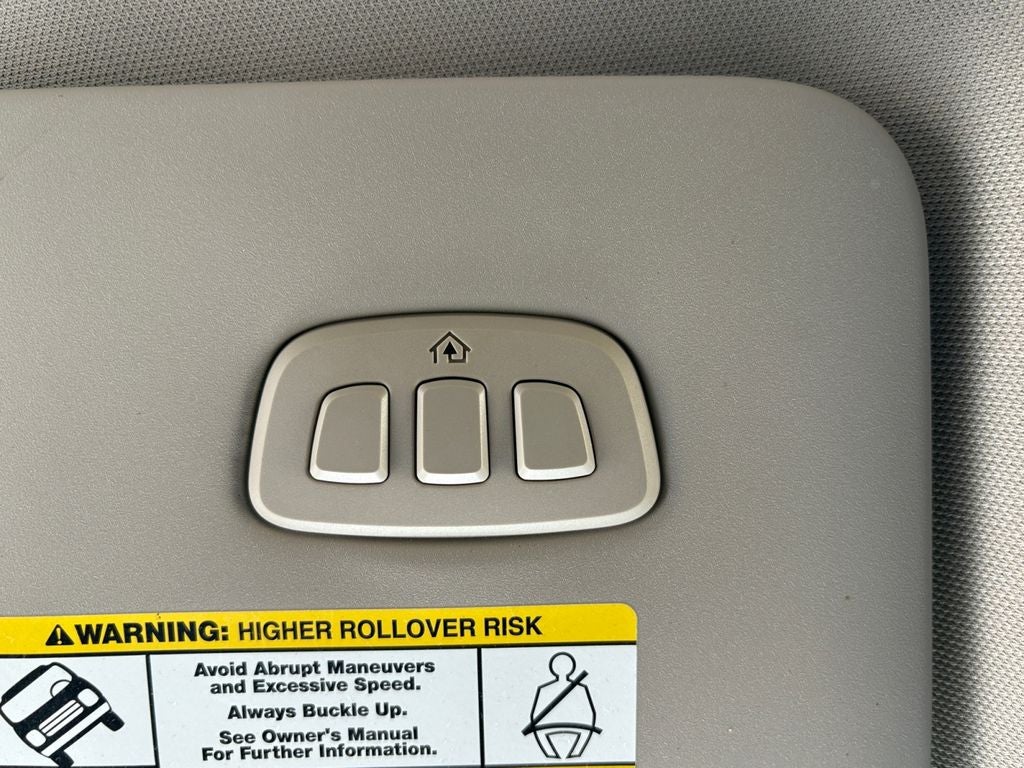 WARNING: HIGHER ROLLOVER RISK
Avoid Abrupt Maneuvers
and Excessive Speed.
Always Buckle Up.
See Owner's Manual
For Further Information.